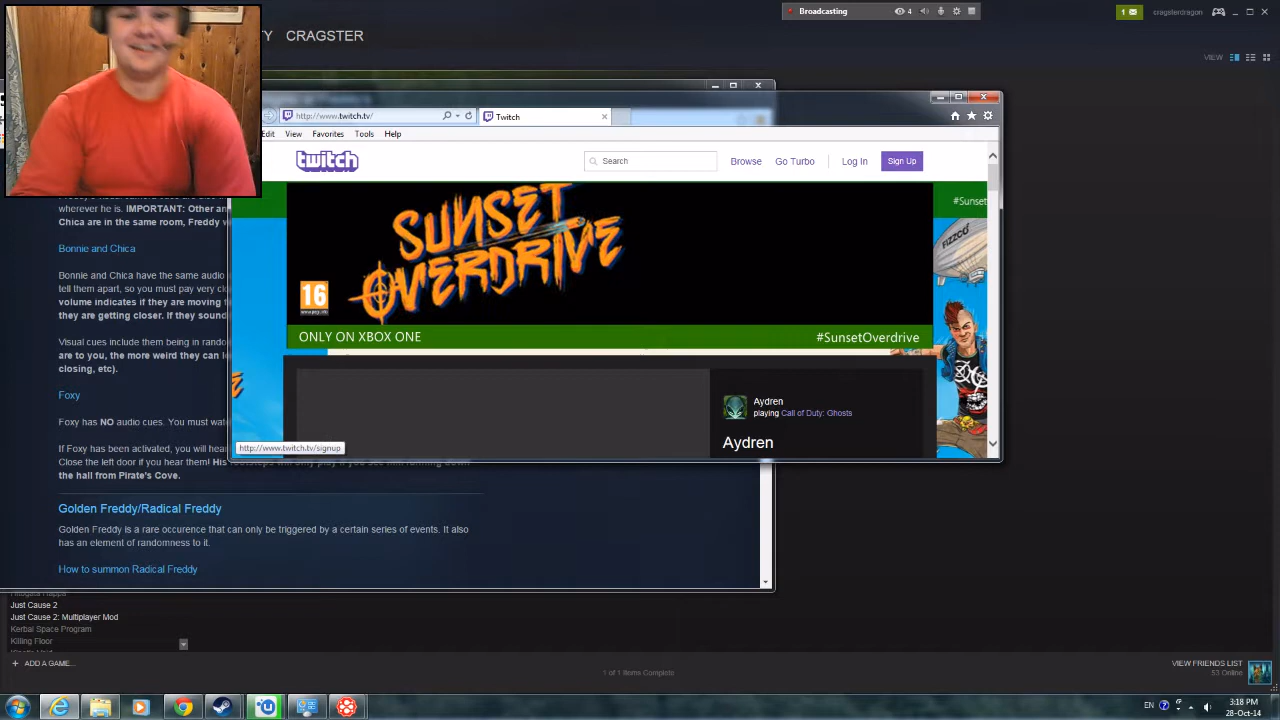 Broadcasting
4
1
cragsterdragon
TY CRAGSTER
VIEW
http://www.twitch.tv/
Twitch
Edit View Favorites Tools Help
twitch
Search
Browse Go Turbo Log In Sign Up
#Sunset
SUNSET
OVERDRIVE
16
FIZZCO
ONLY ON XBOX ONE
#SunsetOverdrive
Aydren
playing Call of Duty: Ghosts
Aydren
http://www.twitch.tv/signup
wherever he is. IMPORTANT: Other an
Chica are in the same room, Freddy w
Bonnie and Chica
Bonnie and Chica have the same audio
tell them apart, so you must pay very clo
volume indicates if they are moving t
they are getting closer. If they sound
Visual cues include them being in rando
are to you, the more weird they can l
closing, etc).
Foxy
Foxy has NO audio cues. You must wat
If Foxy has been activated, you will hear
Close the left door if you hear them! His footsteps will only play if you see him running down
the hall from Pirate's Cove.
Golden Freddy/Radical Freddy
Golden Freddy is a rare occurence that can only be triggered by a certain series of events. It also
has an element of randomness to it.
How to summon Radical Freddy
Just Cause 2
Just Cause 2: Multiplayer Mod
Kerbal Space Program
Killing Floor
+ ADD A GAME...
1 of 1 Items Complete
VIEW FRIENDS LIST
53 Online
EN
3:18 PM
28-Oct-14